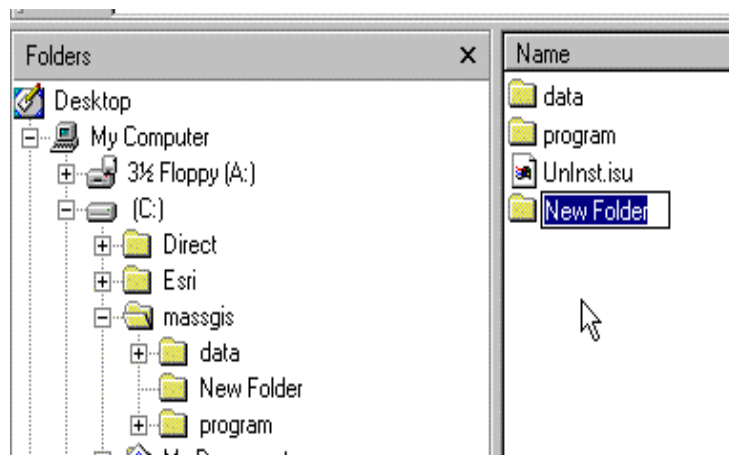 Folders
Desktop
My Computer
3½ Floppy (A:)
(C:)
Direct
Esri
massgis
data
New Folder
program
Name
data
program
UnInst.isu
New Folder